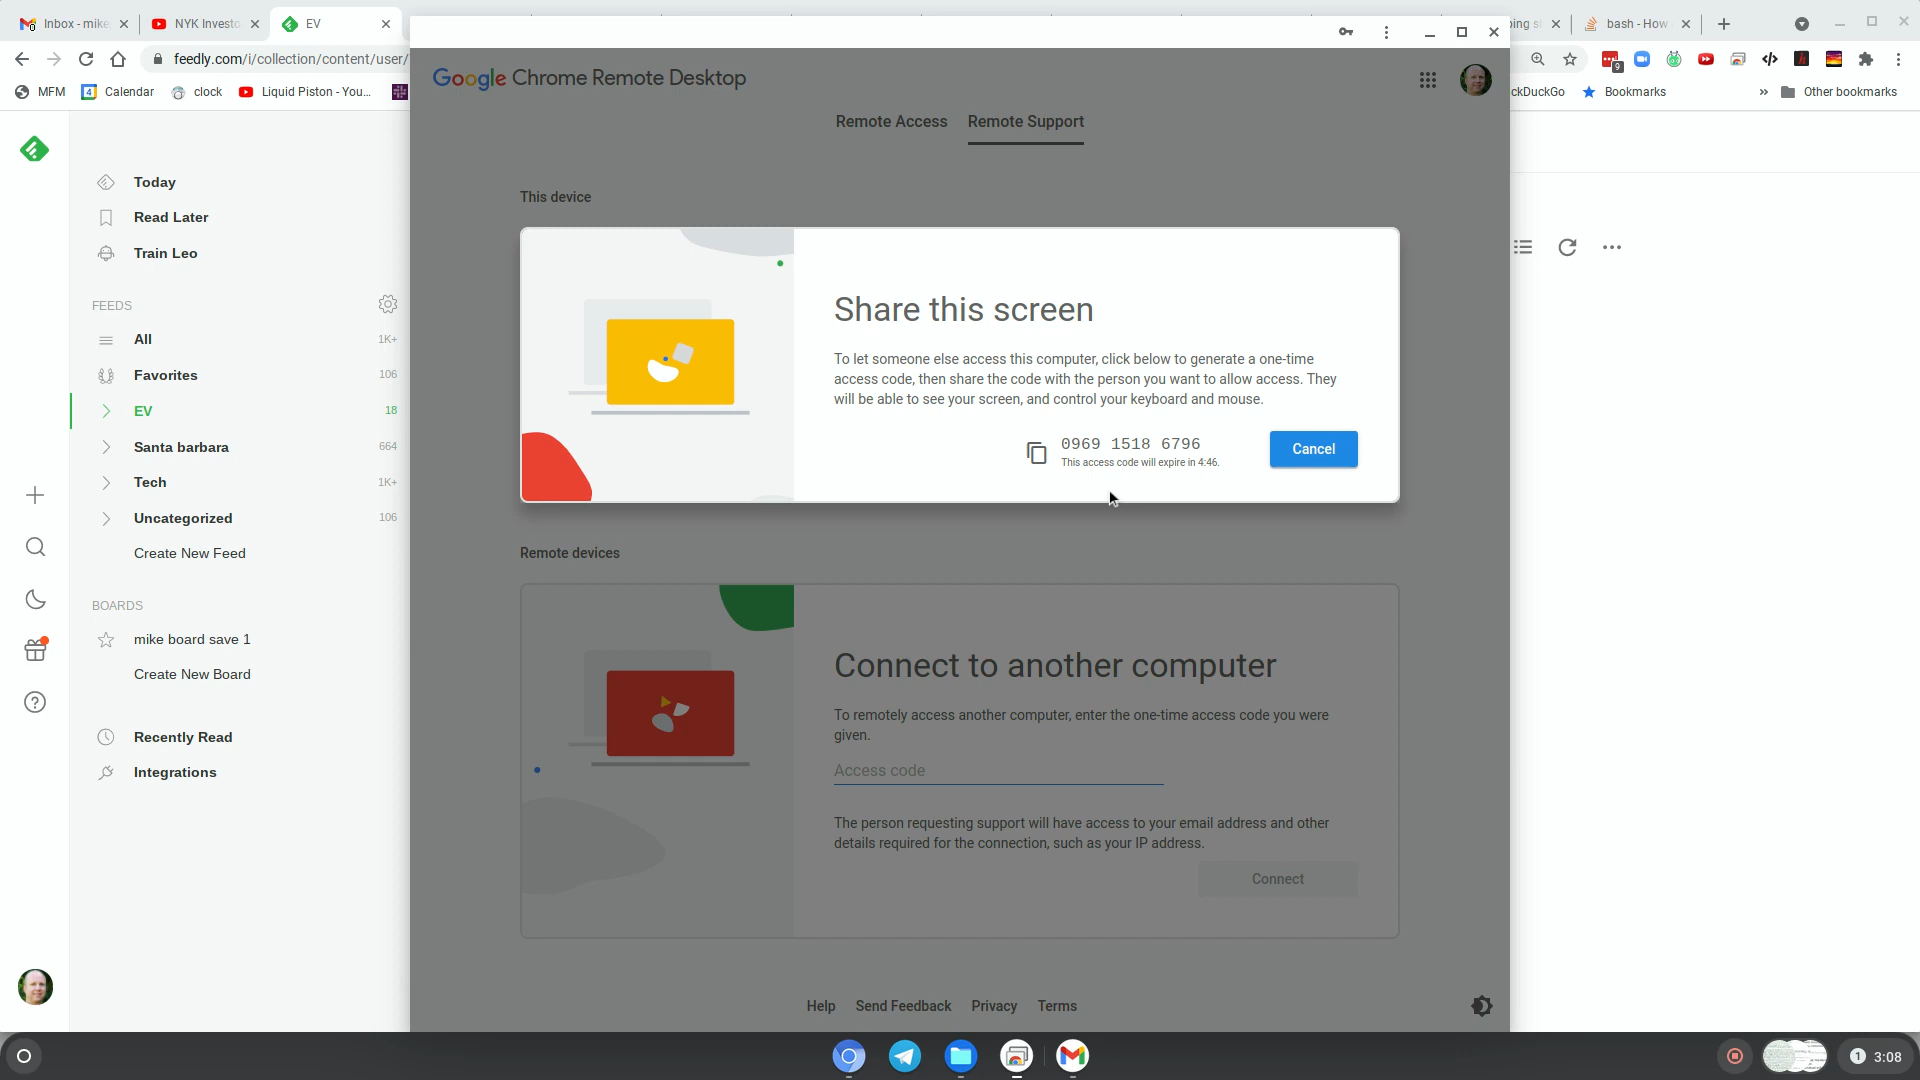 Inbox - mike
NYK Investo
EV
ping s
bash - How
feedly.com/i/collection/content/user/
9
MFM
4
Calendar
clock
Liquid Piston - You...
ckDuckGo
Bookmarks
»
Other bookmarks
Today
Read Later
Train Leo
FEEDS
All 1K+
Favorites 106
EV 18
Santa barbara 664
Tech 1K+
Uncategorized 106
Create New Feed
BOARDS
mike board save 1
Create New Board
Recently Read
Integrations
Google Chrome Remote Desktop
Remote Access Remote Support
This device
Share this screen
To let someone else access this computer, click below to generate a one-time
access code, then share the code with the person you want to allow access. They
will be able to see your screen, and control your keyboard and mouse.
0969 1518 6796
This access code will expire in 4:46.
Cancel
Remote devices
Connect to another computer
To remotely access another computer, enter the one-time access code you were
given.
Access code
The person requesting support will have access to your email address and other
details required for the connection, such as your IP address.
Connect
Help Send Feedback Privacy Terms
1 3:08